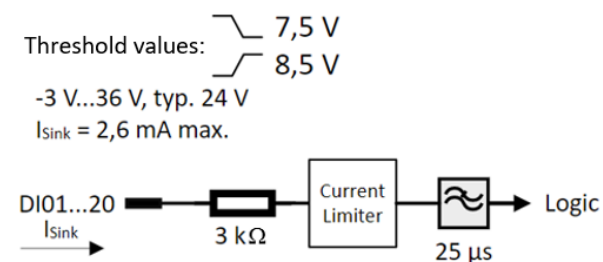 7,5 V
Threshold values:
8,5 V
-3 V...36 V, typ. 24 V
ISink = 2,6 mA max.
DI01...20
ISink
3 kΩ
Current
Limiter
25 µs
Logic